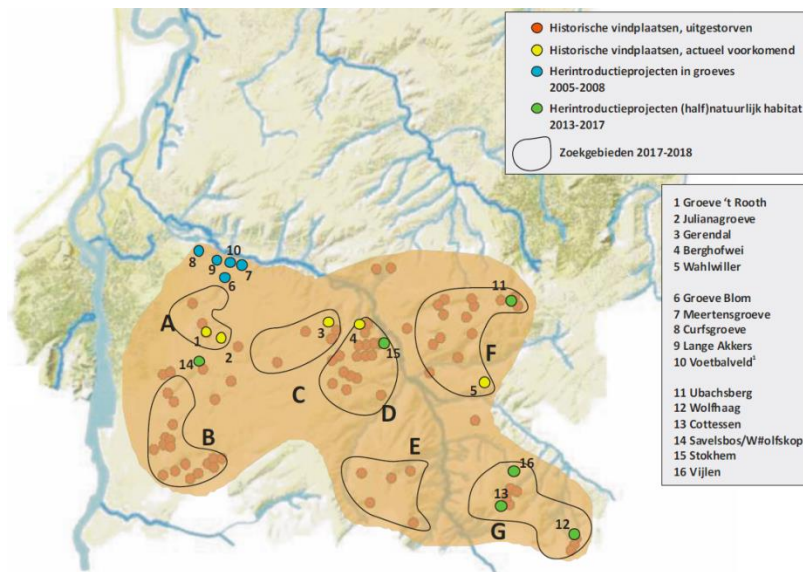 Historische vindplaatsen, uitgestorven
Historische vindplaatsen, actueel voorkomend
Herintroductieprojecten in groeves
2005-2008
Herintroductieprojecten (half)natuurlijk habitat
2013-2017
Zoekgebieden 2017-2018
1 Groeve ‘t Rooth
2 Julianagroeve
3 Gerendal
4 Berghofwei
5 Wahlwiller
6 Groeve Blom
7 Meertensgroeve
8 Curfsgroeve
9 Lange Akkers
10 Voetbalveld
11 Ubachsberg
12 Wolfhaag
13 Cottessen
14 Savelsbos/W#olfskop
15 Stokhem
16 Vijlen
8
9
10
7
6
A
1
2
14
B
3
C
4
15
D
11
F
5
E
16
13
G
12